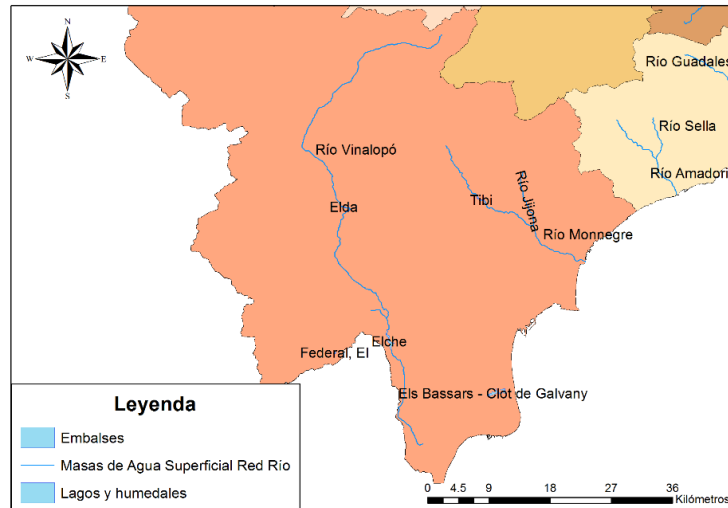 N
W
E
S
Río Guadales
Río Sella
Río Vinalopó
Río Amadori
Río Jijona
Tibi
Elda
Río Monnegre
Elche
Federal, El
Els Bassars - Clot de Galvany
Leyenda
Embalses
Masas de Agua Superficial Red Río
Lagos y humedales
0 4.5 9 18 27 36
Kilómetros